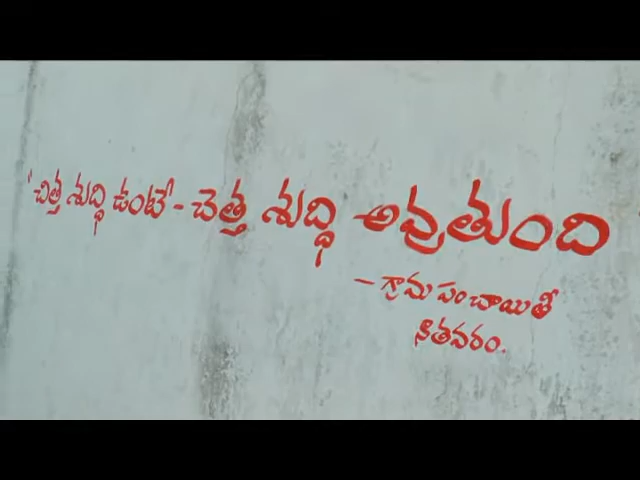 'చిత్త శుద్ధి ఉంటే - చెత్త శుద్ధి అవుతుంది
- గ్రామ పంచాయితీ
నితవరం.